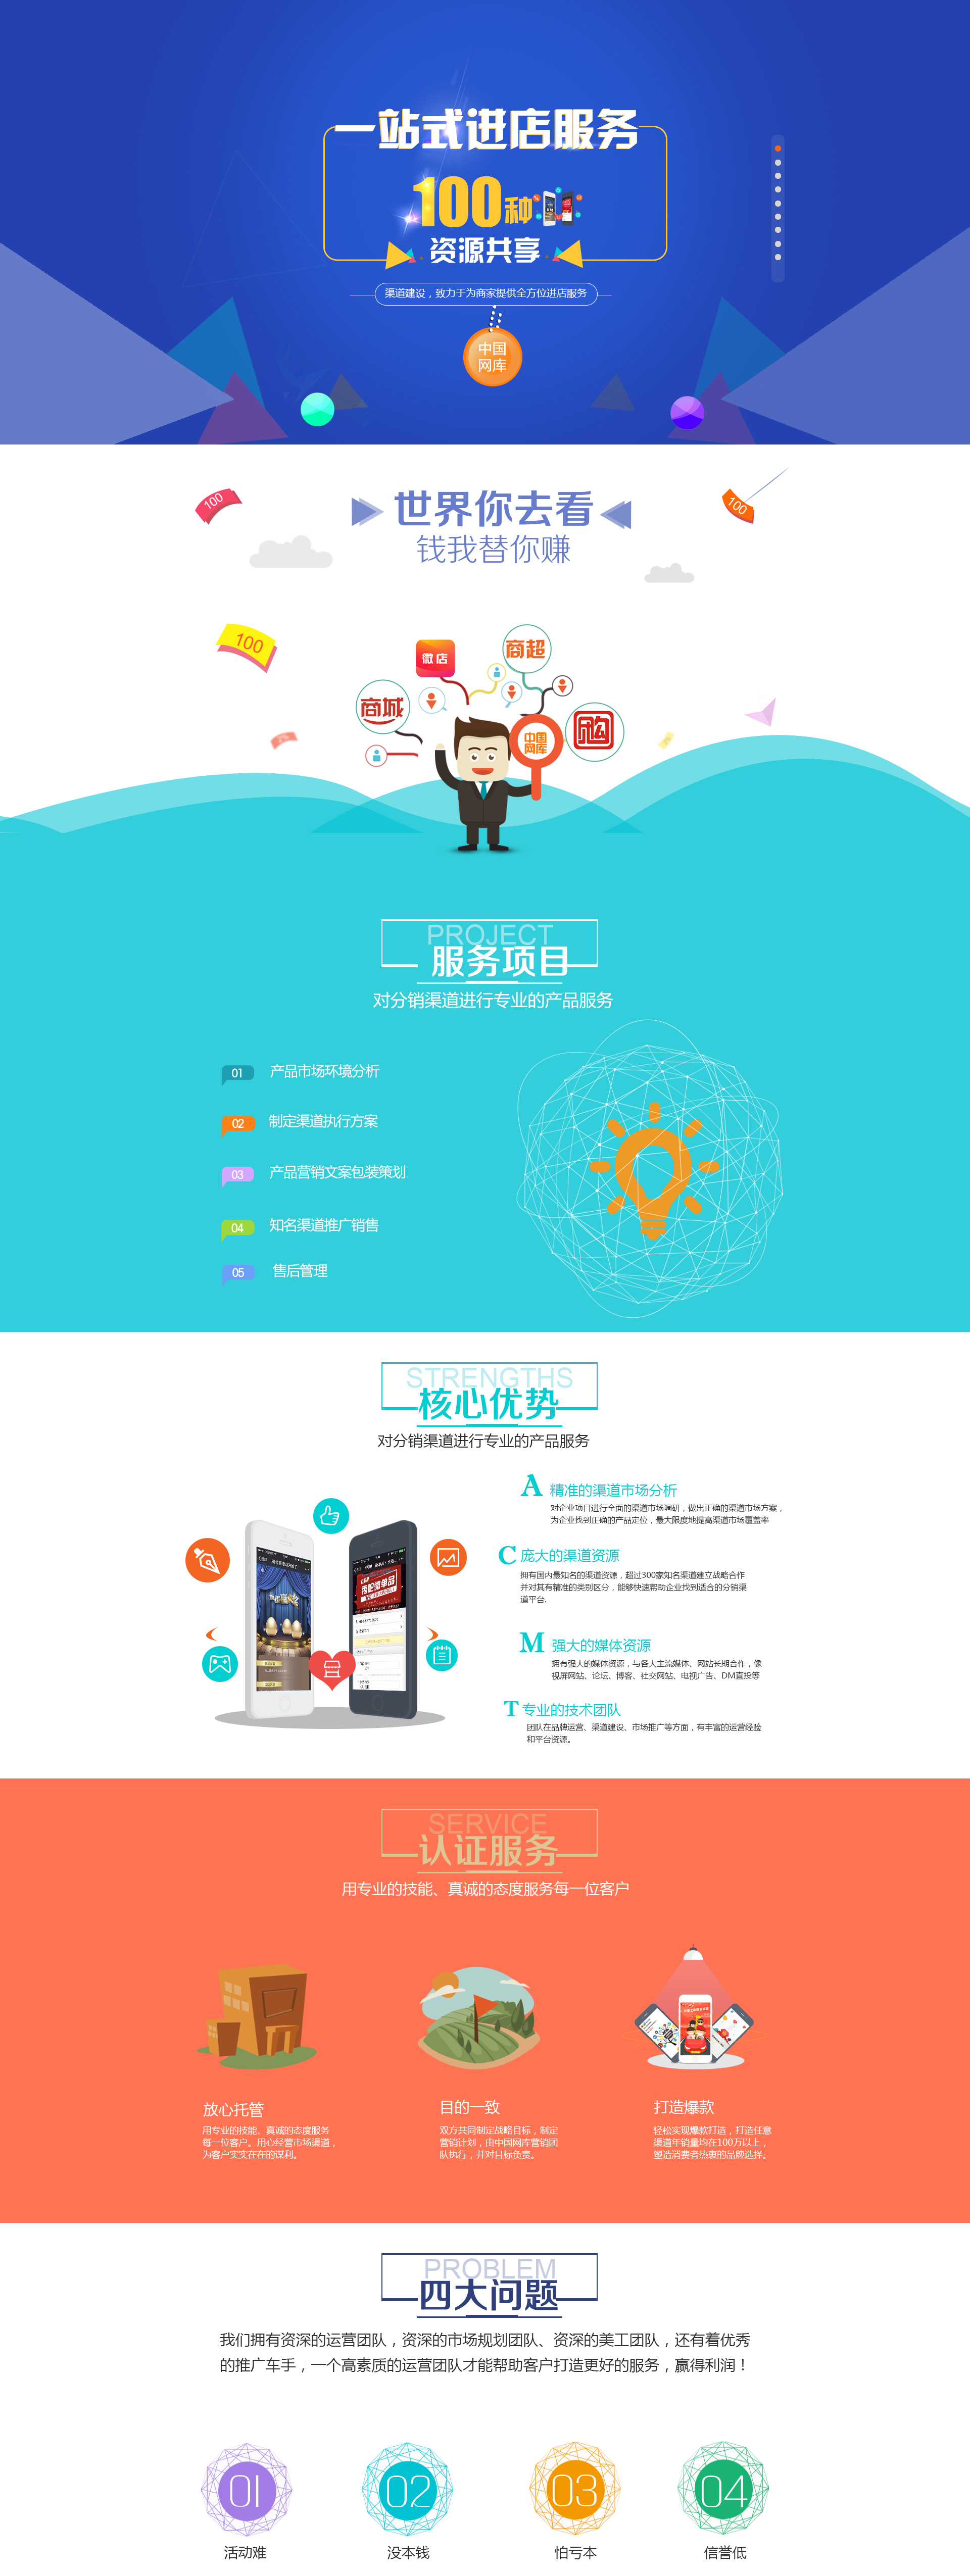 一站式进店服务
100种
资源共享
渠道建设，致力于为商家提供全方位进店服务
中国
网库
100
100
世界你去看
钱我替你赚
100
微店
商超
商城
中国
网库
购
PROJECT
服务项目
对分销渠道进行专业的产品服务
01 产品市场环境分析
02 制定渠道执行方案
03 产品营销文案包装策划
04 知名渠道推广销售
05 售后管理
STRENGTHS
核心优势
对分销渠道进行专业的产品服务
A 精准的渠道市场分析
对企业项目进行全面的渠道市场调研，做出正确的渠道市场方案，
为企业找到正确的产品定位，最大限度地提高渠道市场覆盖率
C 庞大的渠道资源
拥有国内最知名的渠道资源，超过300家知名渠道建立战略合作
并对其有精准的类别区分，能够快速帮助企业找到适合的分销渠
道平台.
M 强大的媒体资源
拥有强大的媒体资源，与各大主流媒体、网站长期合作，像
视屏网站、论坛、博客、社交网站、电视广告、DM直投等
T 专业的技术团队
团队在品牌运营、渠道建设、市场推广等方面，有丰富的运营经验
和平台资源。
SERVICE
认证服务
用专业的技能、真诚的态度服务每一位客户
放心托管
用专业的技能、真诚的态度服务
每一位客户。用心经营市场渠道，
为客户实实在在的谋利。
目的一致
双方共同制定战略目标，制定
营销计划，由中国网库营销团
队执行，并对目标负责。
打造爆款
轻松实现爆款打造，打造任意
渠道年销量均在100万以上，
塑造消费者热衷的品牌选择。
PROBLEM
四大问题
我们拥有资深的运营团队，资深的市场规划团队、资深的美工团队，还有着优秀
的推广车手，一个高素质的运营团队才能帮助客户打造更好的服务，赢得利润！
01
02
03
04
活动难
没本钱
怕亏本
信誉低